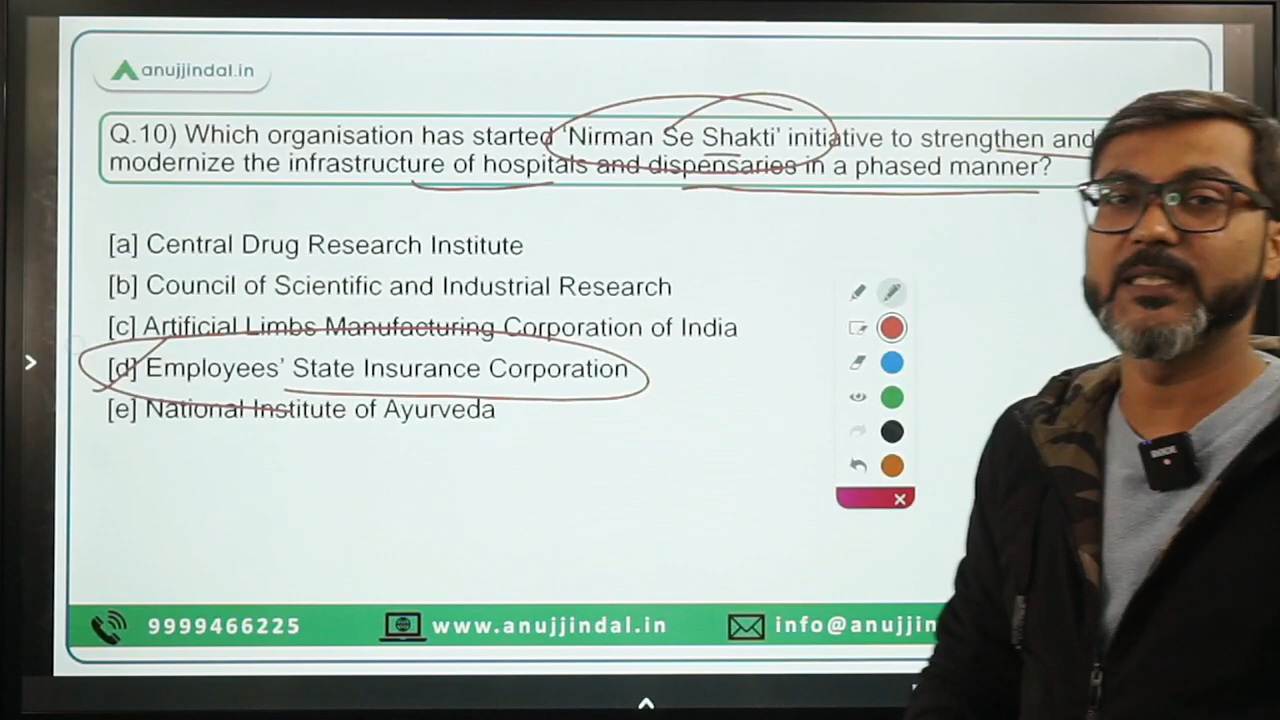 anujjindal.in
Q.10) Which organisation has started 'Nirman Se Shakti' initiative to strengthen and
modernize the infrastructure of hospitals and dispensaries in a phased manner?
[a] Central Drug Research Institute
[b] Council of Scientific and Industrial Research
[c] Artificial Limbs Manufacturing Corporation of India
[d] Employees' State Insurance Corporation
[e] National Institute of Ayurveda
RODE
9999466225 www.anujjindal.in info@anujjin